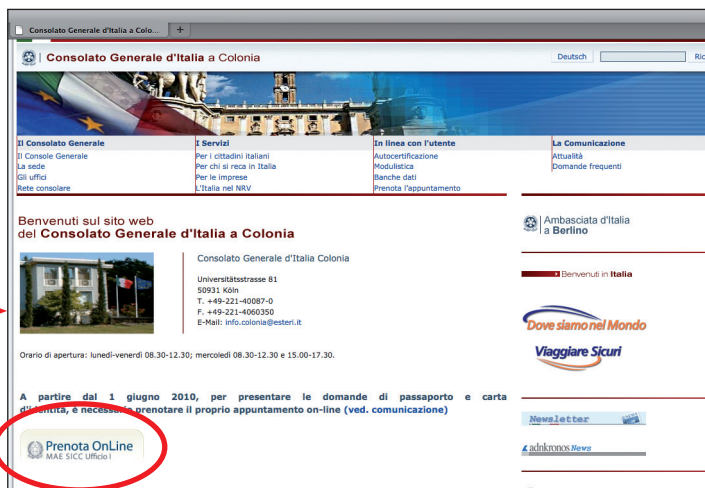 Consolato Generale d'Italia a Colo...
+
Consolato Generale d'Italia a Colonia
Deutsch
Ric
Il Consolato Generale
I Servizi
In linea con l'utente
La Comunicazione
Il Console Generale
Per i cittadini italiani
Autocertificazione
Attualità
La sede
Per chi si reca in Italia
Modulistica
Domande frequenti
Gli uffici
Per le imprese
Banche dati
Rete consolare
L'Italia nel NRV
Prenota l'appuntamento
Benvenuti sul sito web
del Consolato Generale d'Italia a Colonia
Consolato Generale d'Italia Colonia
Universitätsstrasse 81
50931 Köln
T. +49-221-40087-0
F. +49-221-4060350
E-Mail: info.colonia@esteri.it
Orario di apertura: lunedí-venerdí 08.30-12.30; mercoledí 08.30-12.30 e 15.00-17.30.
A partire dal 1 giugno 2010, per presentare le domande di passaporto e carta
d'identità, è necessario prenotare il proprio appuntamento on-line (ved. comunicazione)
Prenota OnLine
MAE SICC Ufficio I
Ambasciata d'Italia
a Berlino
Benvenuti in Italia
Dove siamo nel Mondo
Viaggiare Sicuri
Newsletter
adnkronos News